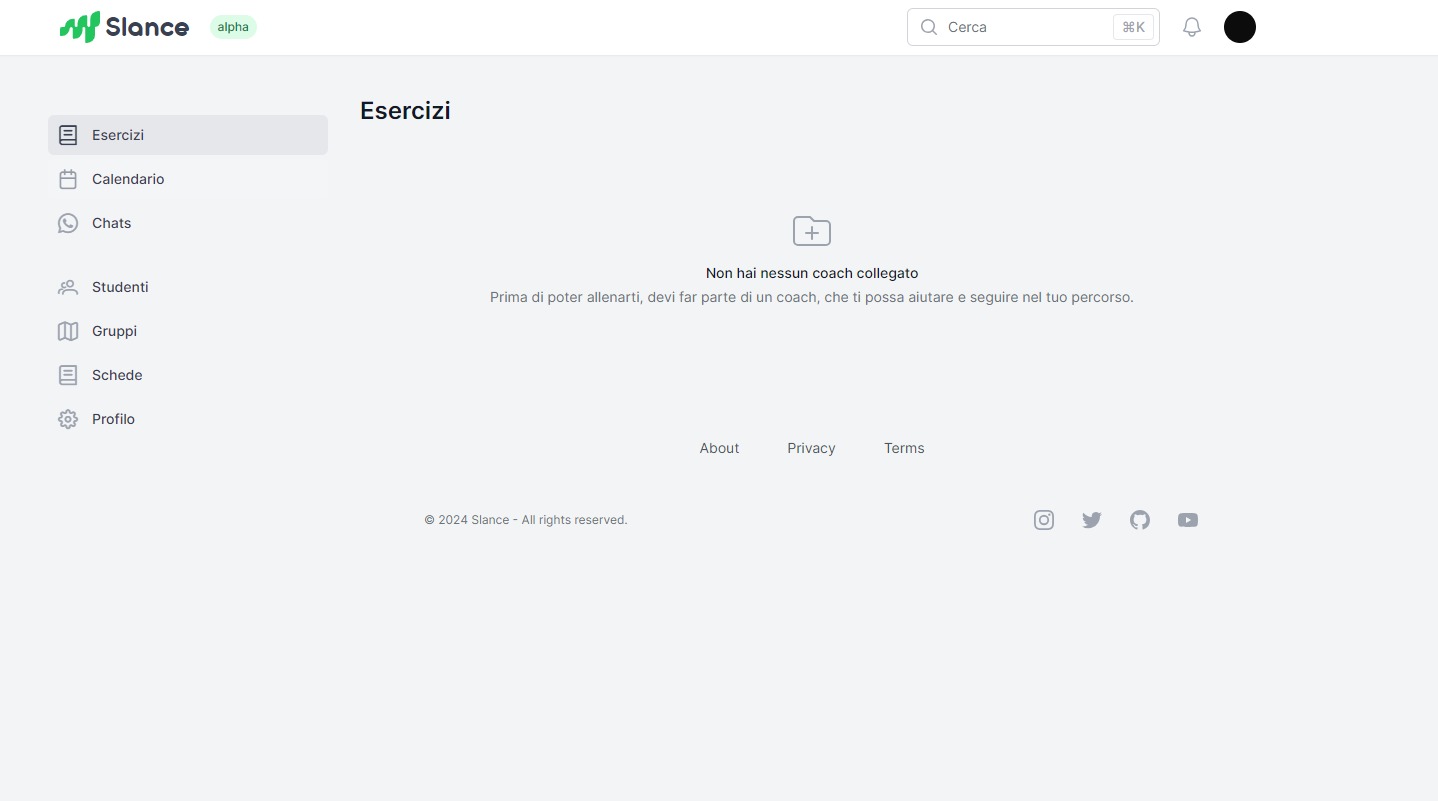 Slance
alpha
Cerca
⌘K
Esercizi
Esercizi
Calendario
Chats
Studenti
Gruppi
Schede
Profilo
Non hai nessun coach collegato
Prima di poter allenarti, devi far parte di un coach, che ti possa aiutare e seguire nel tuo percorso.
About
Privacy
Terms
© 2024 Slance - All rights reserved.